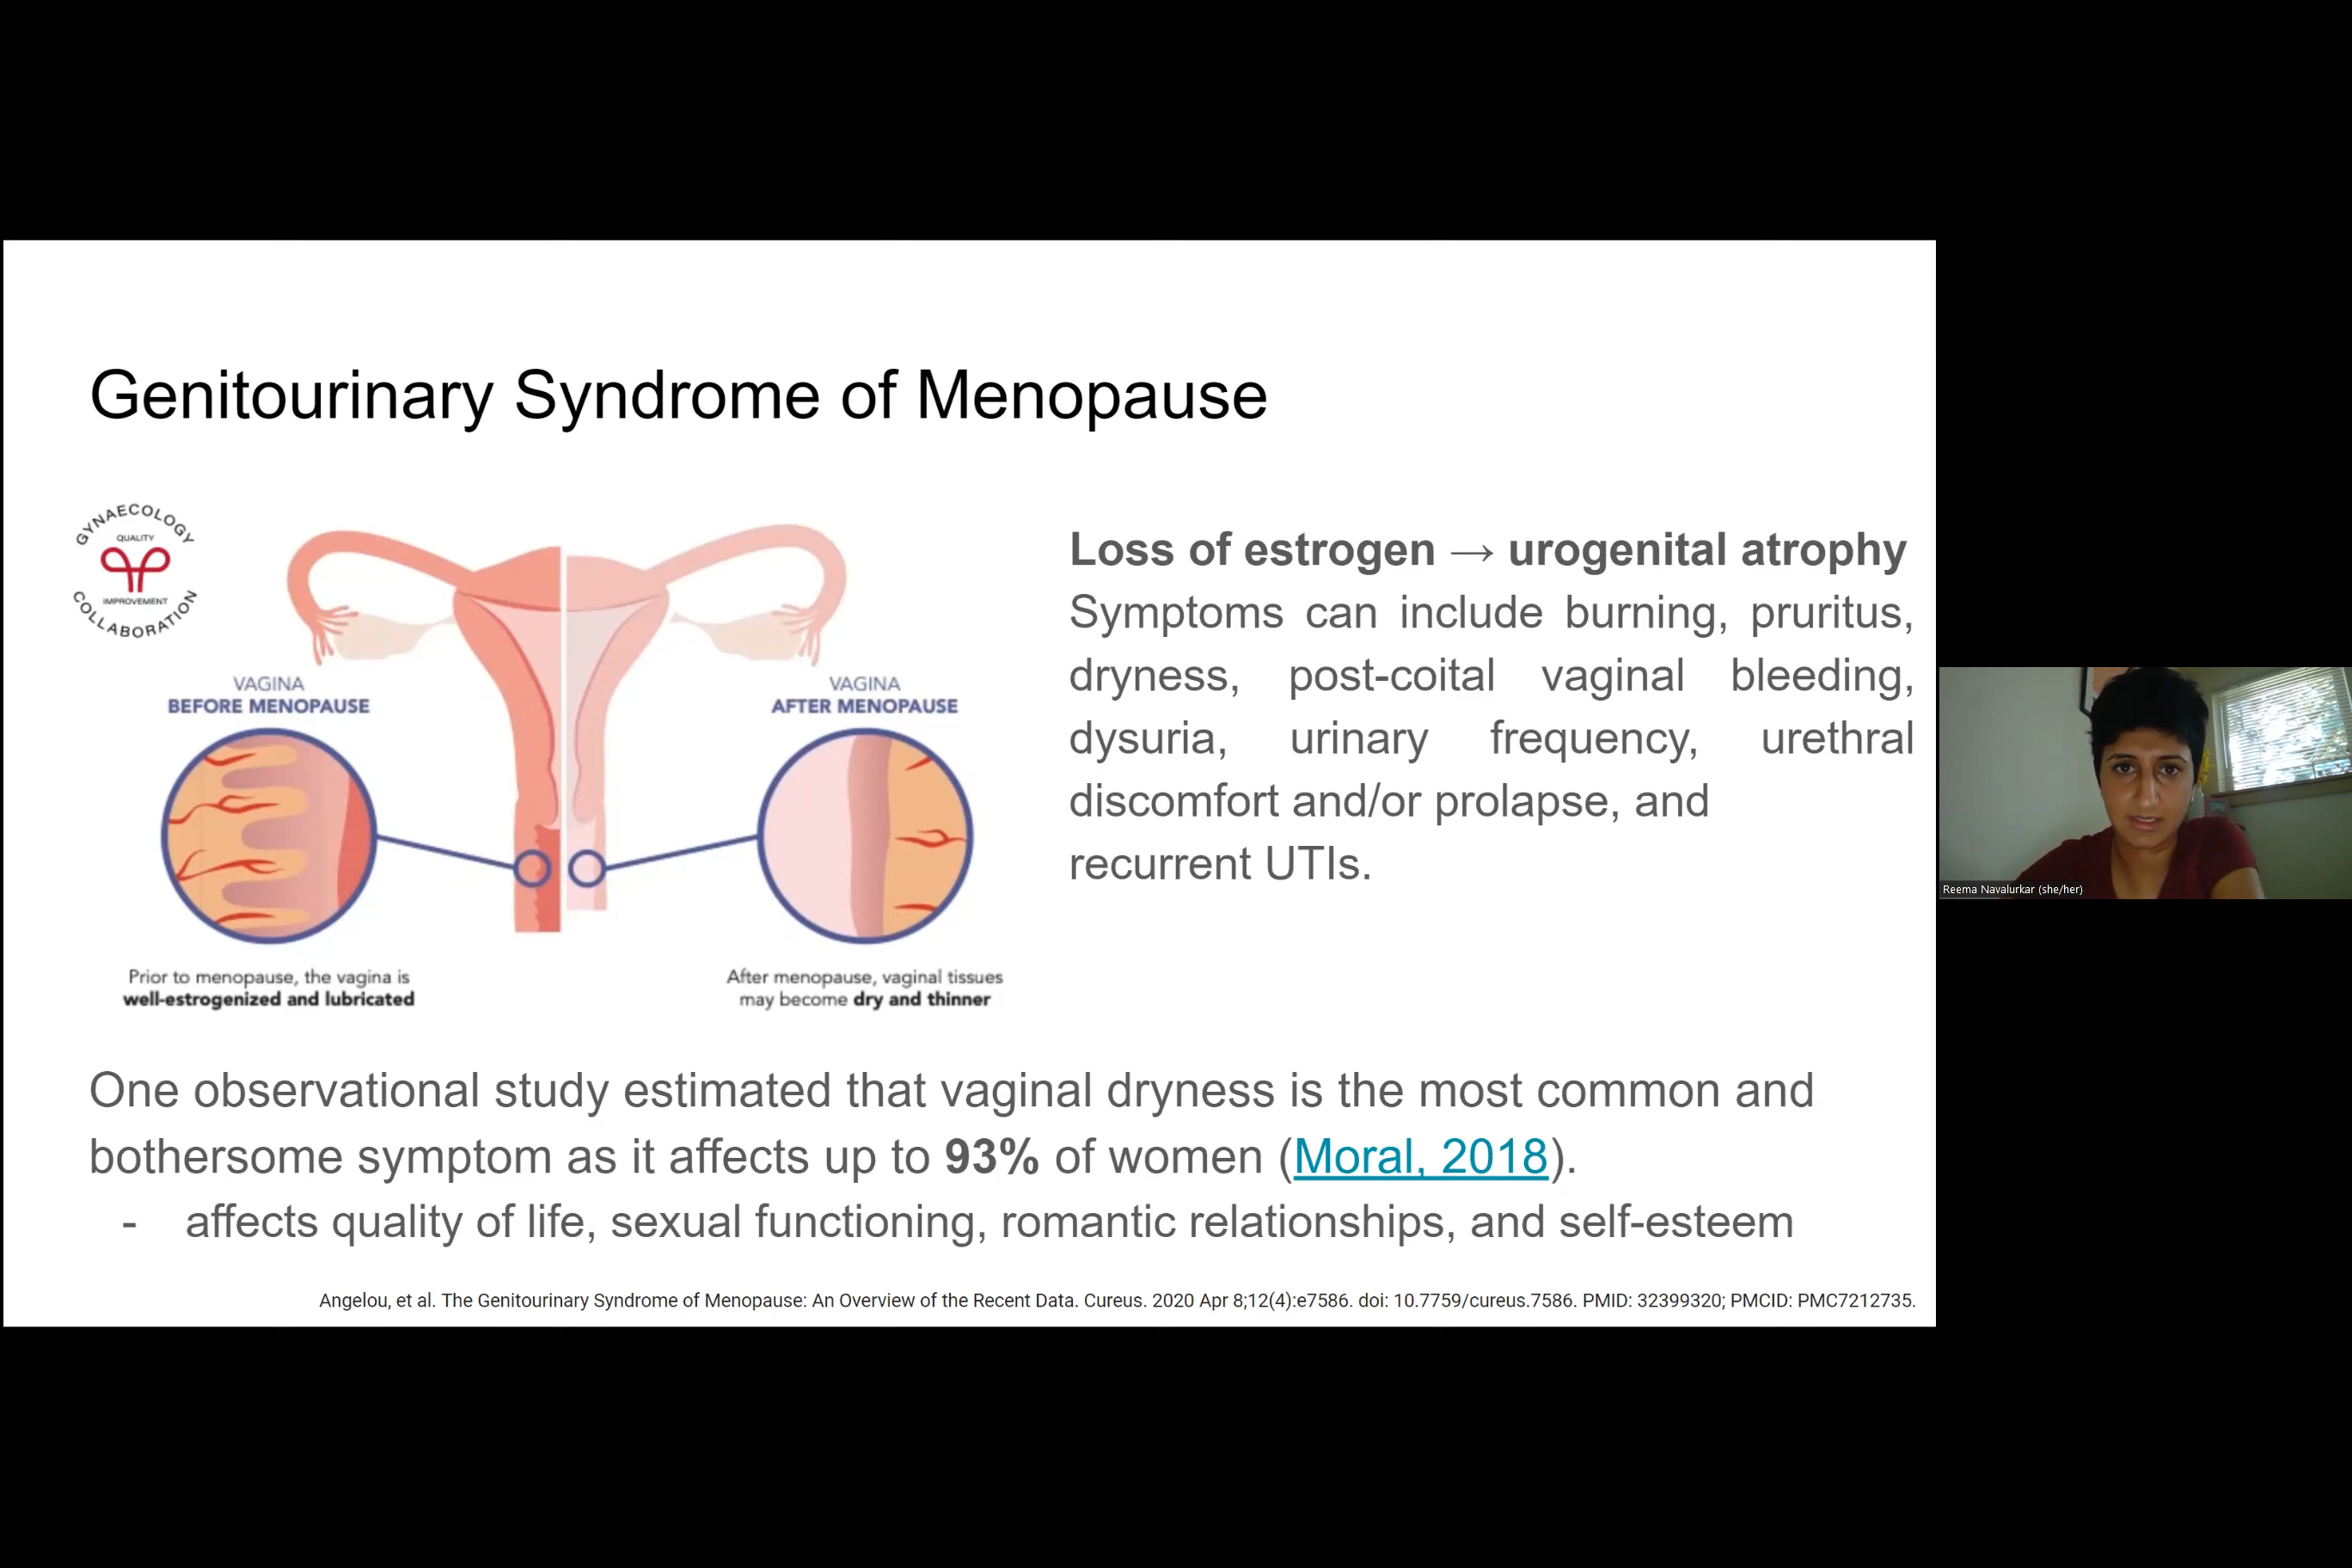 Genitourinary Syndrome of Menopause
GYNAECOLOGY
QUALITY
IMPROVEMENT
COLLABORATION
VAGINA
BEFORE MENOPAUSE
VAGINA
AFTER MENOPAUSE
Prior to menopause, the vagina is
well-estrogenized and lubricated
After menopause, vaginal tissues
may become dry and thinner
Loss of estrogen → urogenital atrophy
Symptoms can include burning, pruritus,
dryness, post-coital vaginal bleeding,
dysuria, urinary frequency, urethral
discomfort and/or prolapse, and
recurrent UTIs.
One observational study estimated that vaginal dryness is the most common and
bothersome symptom as it affects up to 93% of women (Moral, 2018).
- affects quality of life, sexual functioning, romantic relationships, and self-esteem
Angelou, et al. The Genitourinary Syndrome of Menopause: An Overview of the Recent Data. Cureus. 2020 Apr 8;12(4):e7586. doi: 10.7759/cureus.7586. PMID: 32399320; PMCID: PMC7212735.
Reema Navalurkar (she/her)